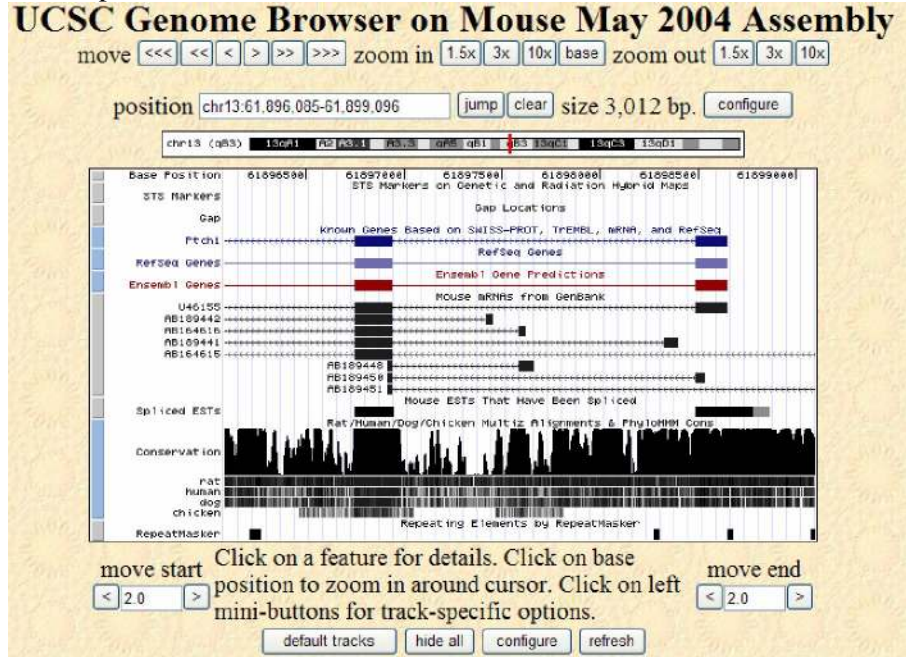 UCSC Genome Browser on Mouse May 2004 Assembly
move <<< << < > >> >>> zoom in 1.5x 3x 10x base zoom out 1.5x 3x 10x
position chr13:61,896,085-61,899,096 jump clear size 3,012 bp. configure
chr13 (qB3) 13qA1 A2 A3.1 A3.3 qA5 qB1 qB3 13qC1 13qC3 13qD1
Base Position 61896500| 61897000| 61897500| 61898000| 61898500| 61899000|
STS Markers on Genetic and Radiation Hybrid Maps
STS Markers
Gap Locations
Gap
Known Genes Based on SWISS-PROT, TrEMBL, mRNA, and RefSeq
Ptch1
RefSeq Genes
RefSeq Genes
Ensembl Gene Predictions
Ensembl Genes
Mouse mRNAs from GenBank
U46155
AB189442
AB164616
AB189441
AB164615
AB189448
AB189450
AB189451
Mouse ESTs That Have Been Spliced
Spliced ESTs
Rat/Human/Dog/Chicken Multiz Alignments & PhyloHMM Cons
Conservation
rat
human
dog
chicken
Repeating Elements by RepeatMasker
RepeatMasker
move start Click on a feature for details. Click on base move end
< 2.0 > position to zoom in around cursor. Click on left < 2.0 >
mini-buttons for track-specific options.
default tracks hide all configure refresh